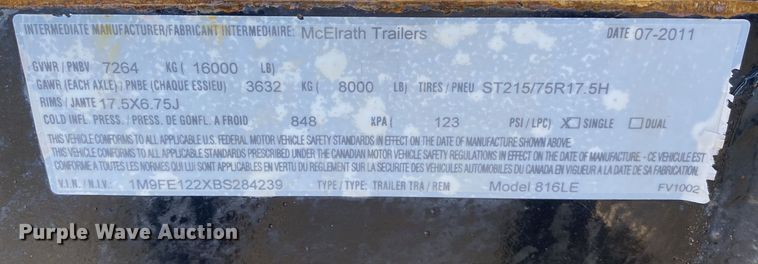 INTERMEDIATE MANUFACTURER/FABRICANT INTERMEDIAIRE: McElrath Trailers DATE 07-2011
GVWR / PNBV 7264 KG ( 16000 LB)
GAWR (EACH AXLE) / PNBE (CHAQUE ESSIEU) 3632 KG ( 8000 LB) TIRES / PNEU ST215/75R17.5H
RIMS / JANTE 17.5X6.75J
COLD INFL. PRESS. / PRESS. DE GONFL. A FROID 848 KPA ( 123 PSI / LPC) X SINGLE DUAL
THIS VEHICLE CONFORMS TO ALL APPLICABLE U.S. FEDERAL MOTOR VEHICLE SAFETY STANDARDS IN EFFECT ON THE DATE OF MANUFACTURE SHOWN ABOVE.
THIS VEHICLE CONFORMS TO ALL APPLICABLE STANDARDS PRESCRIBED UNDER THE CANADIAN MOTOR VEHICLE SAFETY REGULATIONS IN EFFECT ON THE DATE OF MANUFACTURE - CE VEHICULE EST
CONFORME A TOUTES LES NORMES QUI LUI SONT APPLICABLES EN VERTU DU REGLEMENT SUR LA SECURITE DES VEHICULES AUTOMOBILES DU CANADA EN VIGUEUR A LA DATE DE SA FABRICATION.
V.I.N. / N.I.V. 1M9FE122XBS284239 TYPE / TYPE: TRAILER TRA / REM Model 816LE FV1002
Purple Wave Auction